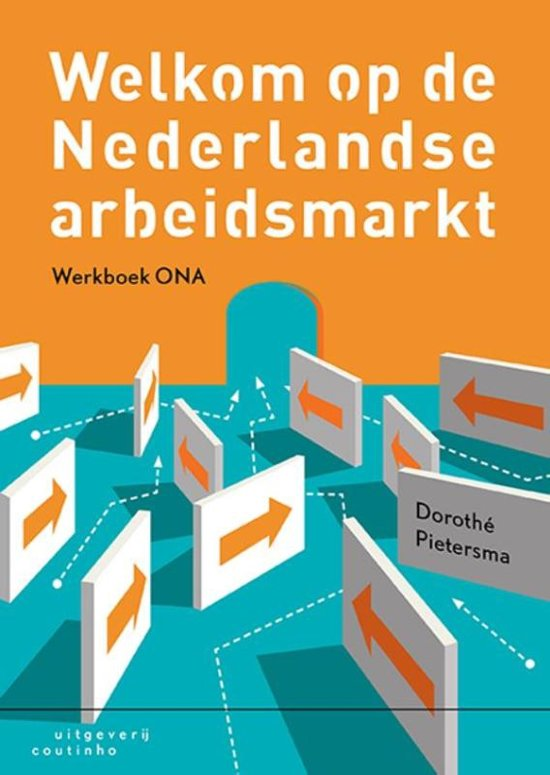 Welkom op de
Nederlandse
arbeidsmarkt
Werkboek ONA
Dorothé
Pietersma
uitgeverij
coutinho